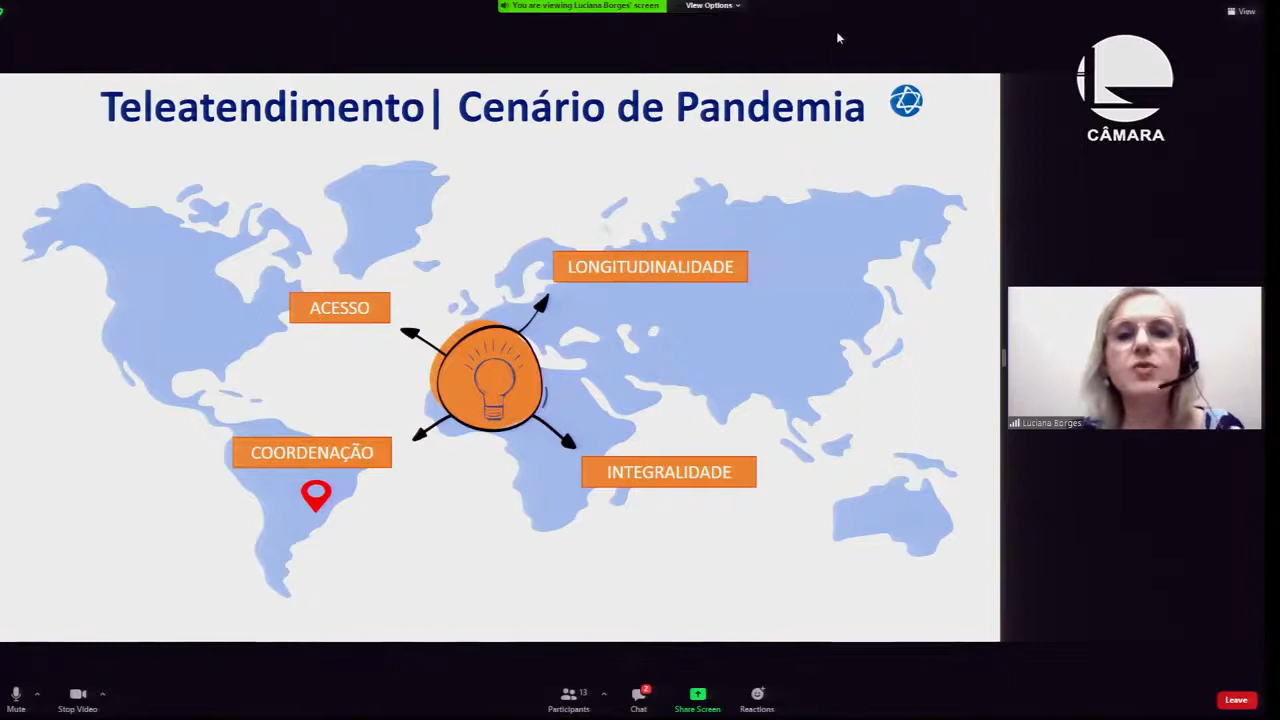 You are viewing Luciana Borges' screen
View Options
View
Teleatendimento| Cenário de Pandemia
CÂMARA
LONGITUDINALIDADE
ACESSO
Luciana Borges
COORDENAÇÃO
INTEGRALIDADE
Mute
Stop Video
13
Participants
2
Chat
Share Screen
Reactions
Leave